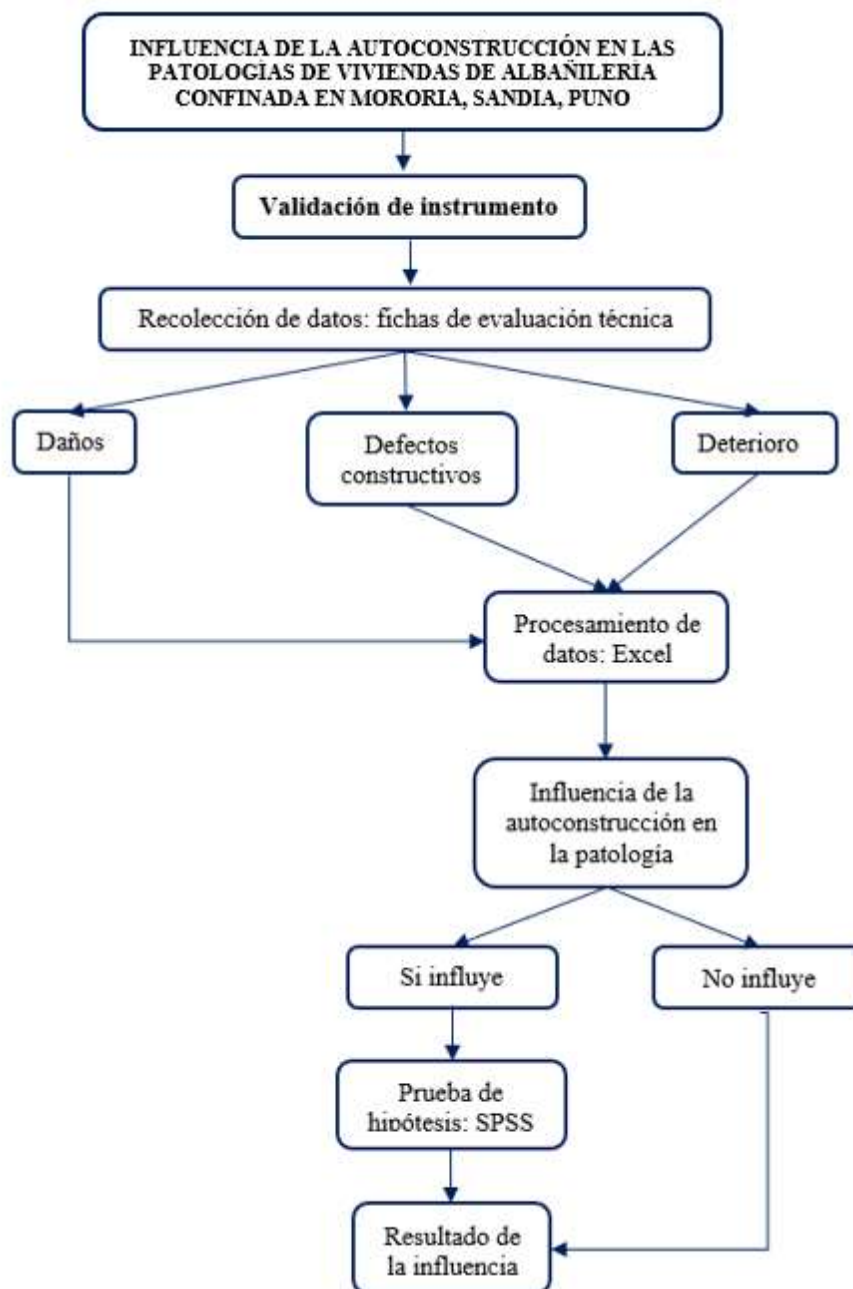 INFLUENCIA DE LA AUTOCONSTRUCCIÓN EN LAS
PATOLOGÍAS DE VIVIENDAS DE ALBAÑILERÍA
CONFINADA EN MORORIA, SANDIA, PUNO
Validación de instrumento
Recolección de datos: fichas de evaluación técnica
Daños
Defectos
constructivos
Deterioro
Procesamiento de
datos: Excel
Influencia de la
autoconstrucción en
la patología
Si influye
No influye
Prueba de
hipótesis: SPSS
Resultado de
la influencia